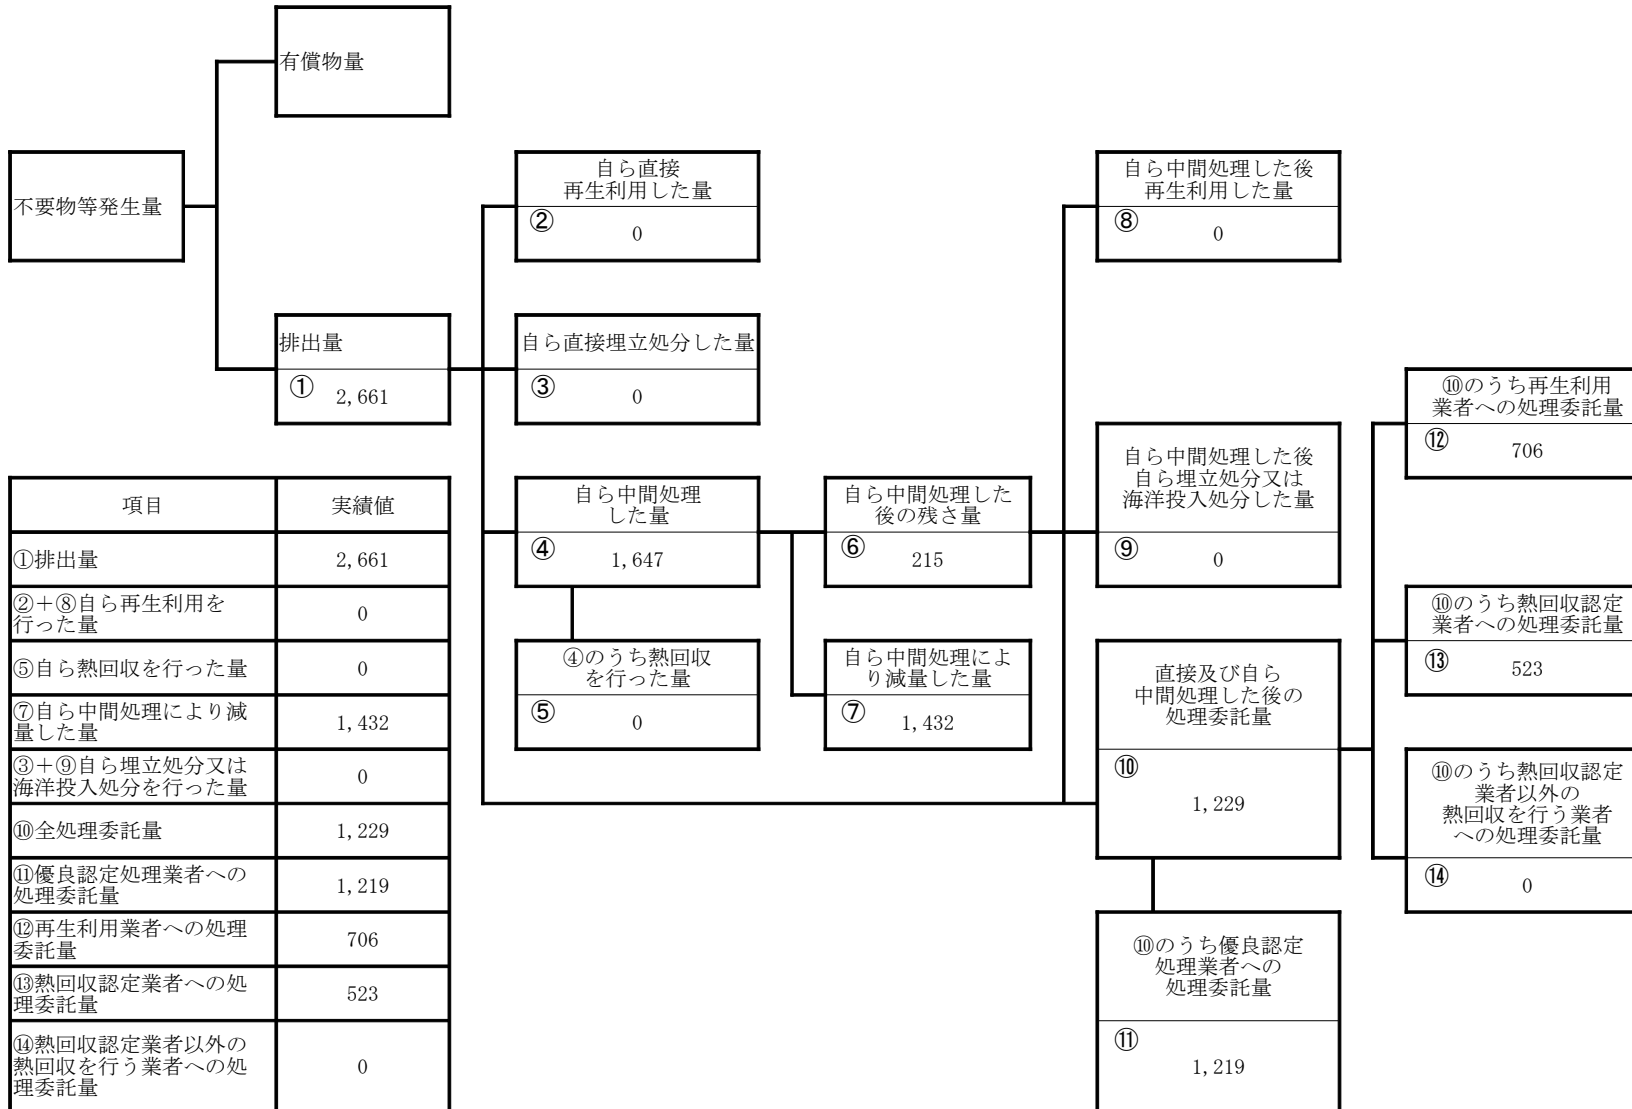 有償物量
不要物等発生量
自ら直接
再生利用した量
②
0
自ら中間処理した後
再生利用した量
⑧
0
排出量
①
2,661
自ら直接埋立処分した量
③
0
⑩のうち再生利用
業者への処理委託量
⑫
706
自ら中間処理した後
自ら埋立処分又は
海洋投入処分した量
⑨
0
自ら中間処理
した量
④
1,647
自ら中間処理した
後の残さ量
⑥
215
④のうち熱回収
を行った量
⑤
0
自ら中間処理によ
り減量した量
⑦
1,432
直接及び自ら
中間処理した後の
処理委託量
⑩
1,229
⑩のうち熱回収認定
業者への処理委託量
⑬
523
⑩のうち熱回収認定
業者以外の
熱回収を行う業者
への処理委託量
⑭
0
⑩のうち優良認定
処理業者への
処理委託量
⑪
1,219
項目 実績値
①排出量 2,661
②+⑧自ら再生利用を
行った量 0
⑤自ら熱回収を行った量 0
⑦自ら中間処理により減
量した量 1,432
③+⑨自ら埋立処分又は
海洋投入処分を行った量 0
⑩全処理委託量 1,229
⑪優良認定処理業者への
処理委託量 1,219
⑫再生利用業者への処理
委託量 706
⑬熱回収認定業者への処
理委託量 523
⑭熱回収認定業者以外の
熱回収を行う業者への処
理委託量 0